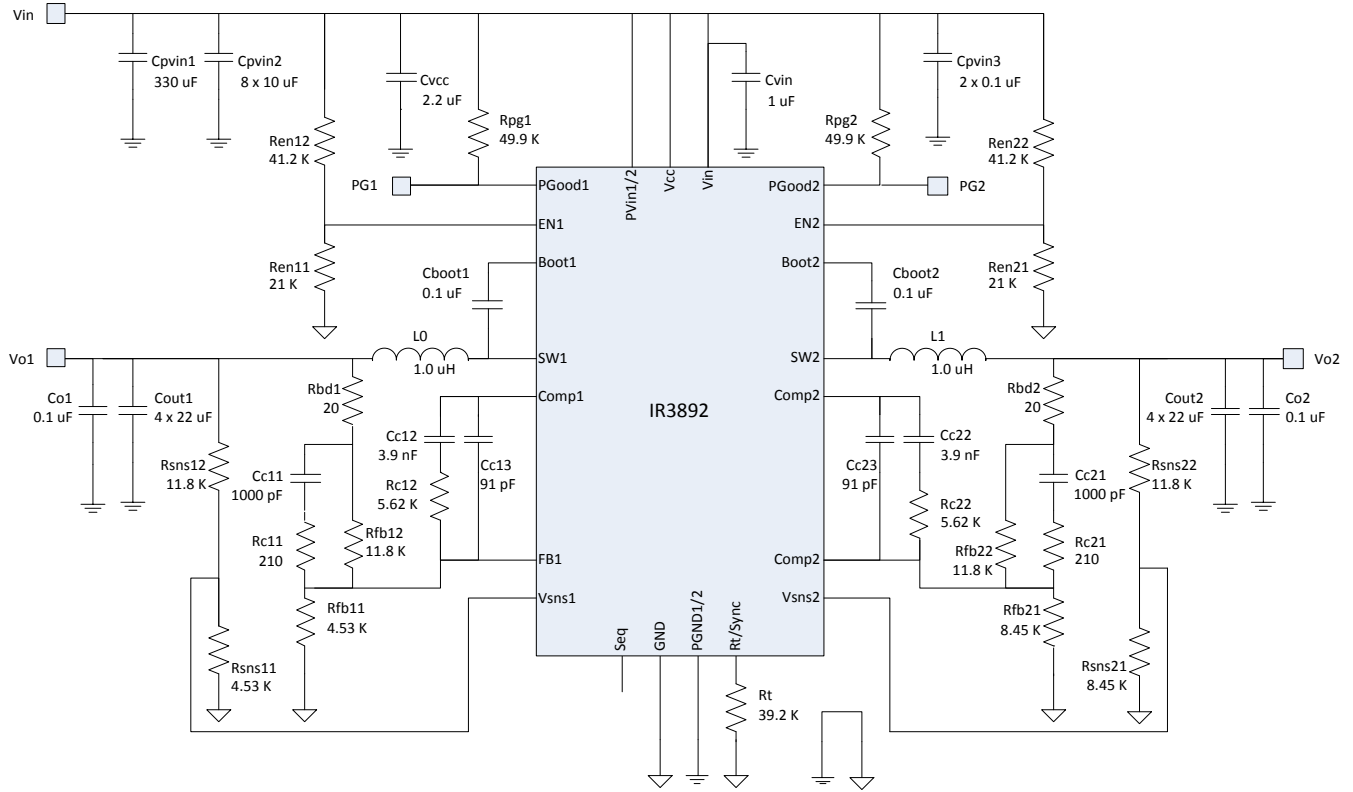 Vin
Cpvin1
330 uF
Cpvin2
8 x 10 uF
Cvcc
2.2 uF
Cvin
1 uF
Cpvin3
2 x 0.1 uF
Ren12
41.2 K
Rpg1
49.9 K
Rpg2
49.9 K
Ren22
41.2 K
PG1
PGood1
PVin1/2
Vcc
Vin
PGood2
PG2
EN1
EN2
Ren11
21 K
Cboot1
0.1 uF
Boot1
Boot2
Cboot2
0.1 uF
Ren21
21 K
Vo1
L0
1.0 uH
SW1
SW2
L1
1.0 uH
Vo2
Co1
0.1 uF
Cout1
4 x 22 uF
Rbd1
20
Comp1
IR3892
Comp2
Rbd2
20
Cout2
4 x 22 uF
Co2
0.1 uF
Rsns12
11.8 K
Cc11
1000 pF
Cc12
3.9 nF
Cc13
91 pF
Rc12
5.62 K
Cc23
91 pF
Cc22
3.9 nF
Rc22
5.62 K
Cc21
1000 pF
Rsns22
11.8 K
Rc11
210
Rfb12
11.8 K
FB1
Comp2
Rfb22
11.8 K
Rc21
210
Vsns1
Vsns2
Rfb11
4.53 K
Rfb21
8.45 K
Rsns11
4.53 K
Seq
GND
PGND1/2
Rt/Sync
Rsns21
8.45 K
Rt
39.2 K